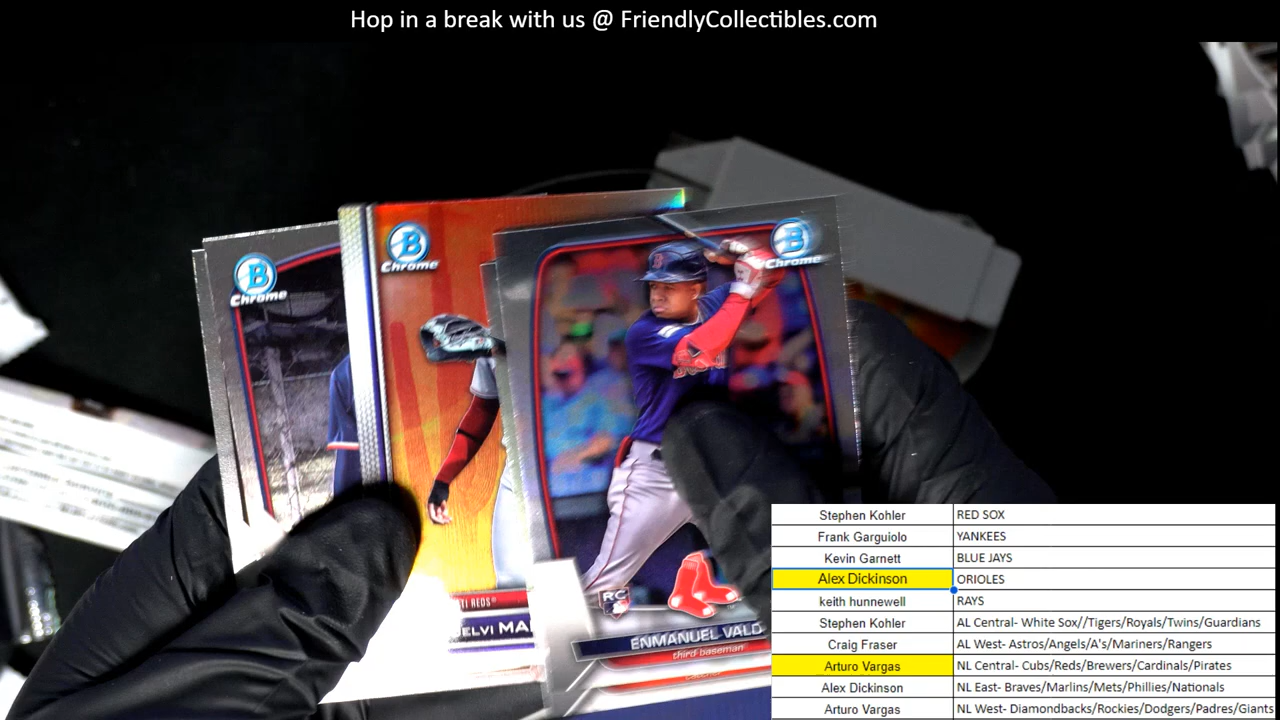 Hop in a break with us @ FriendlyCollectibles.com
B
Chrome
B
Chrome
B
Chrome
TI REDS
ELVI MA
RC
ENMANUEL VALD
third baseman
Stephen Kohler RED SOX
Frank Garguiolo YANKEES
Kevin Garnett BLUE JAYS
Alex Dickinson ORIOLES
keith hunnewell RAYS
Stephen Kohler AL Central- White Sox//Tigers/Royals/Twins/Guardians
Craig Fraser AL West- Astros/Angels/A's/Mariners/Rangers
Arturo Vargas NL Central- Cubs/Reds/Brewers/Cardinals/Pirates
Alex Dickinson NL East- Braves/Marlins/Mets/Phillies/Nationals
Arturo Vargas NL West- Diamondbacks/Rockies/Dodgers/Padres/Giants